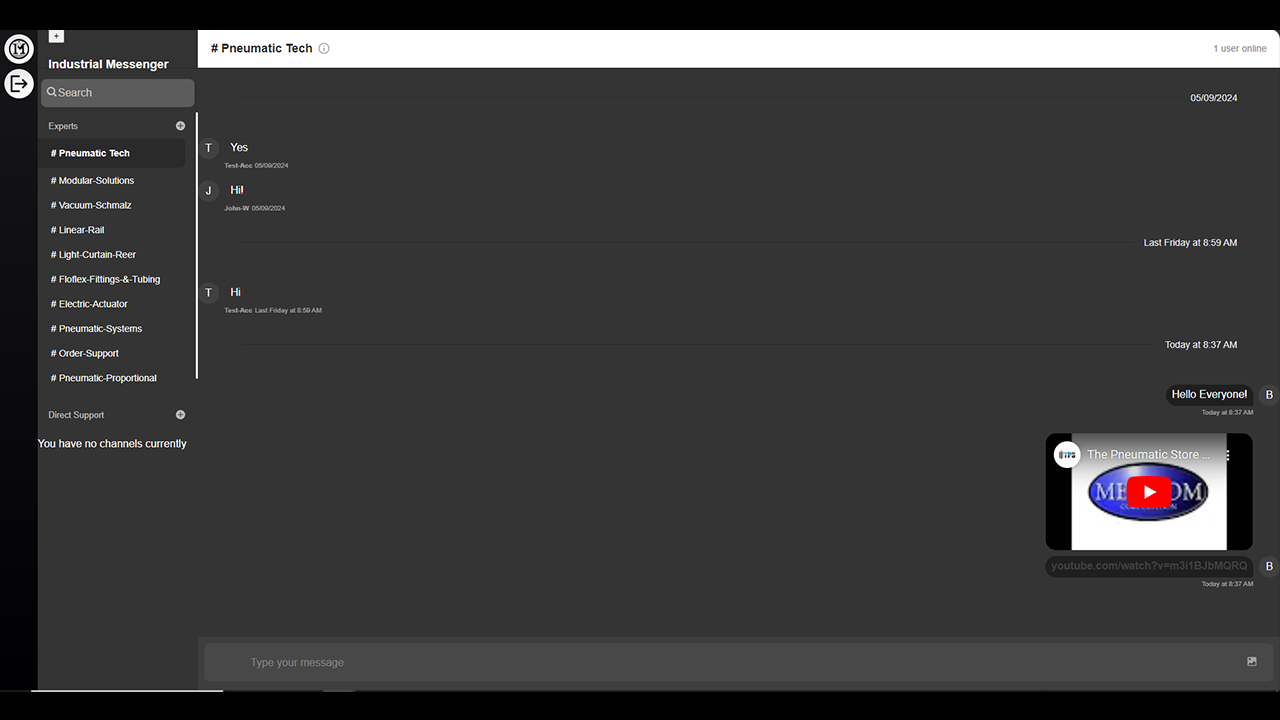 Industrial Messenger
Search
Experts
# Pneumatic Tech
# Modular-Solutions
# Vacuum-Schmalz
# Linear-Rail
# Light-Curtain-Reer
# Floflex-Fittings-&-Tubing
# Electric-Actuator
# Pneumatic-Systems
# Order-Support
# Pneumatic-Proportional
Direct Support
You have no channels currently
# Pneumatic Tech
1 user online
05/09/2024
T Yes
Test-Acc 05/09/2024
J Hi!
John-W 05/09/2024
Last Friday at 8:59 AM
T Hi
Test-Acc Last Friday at 8:59 AM
Today at 8:37 AM
Hello Everyone! B
Today at 8:37 AM
TPS The Pneumatic Store ...
youtube.com/watch?v=m3i1BJbMQRQ B
Today at 8:37 AM
Type your message